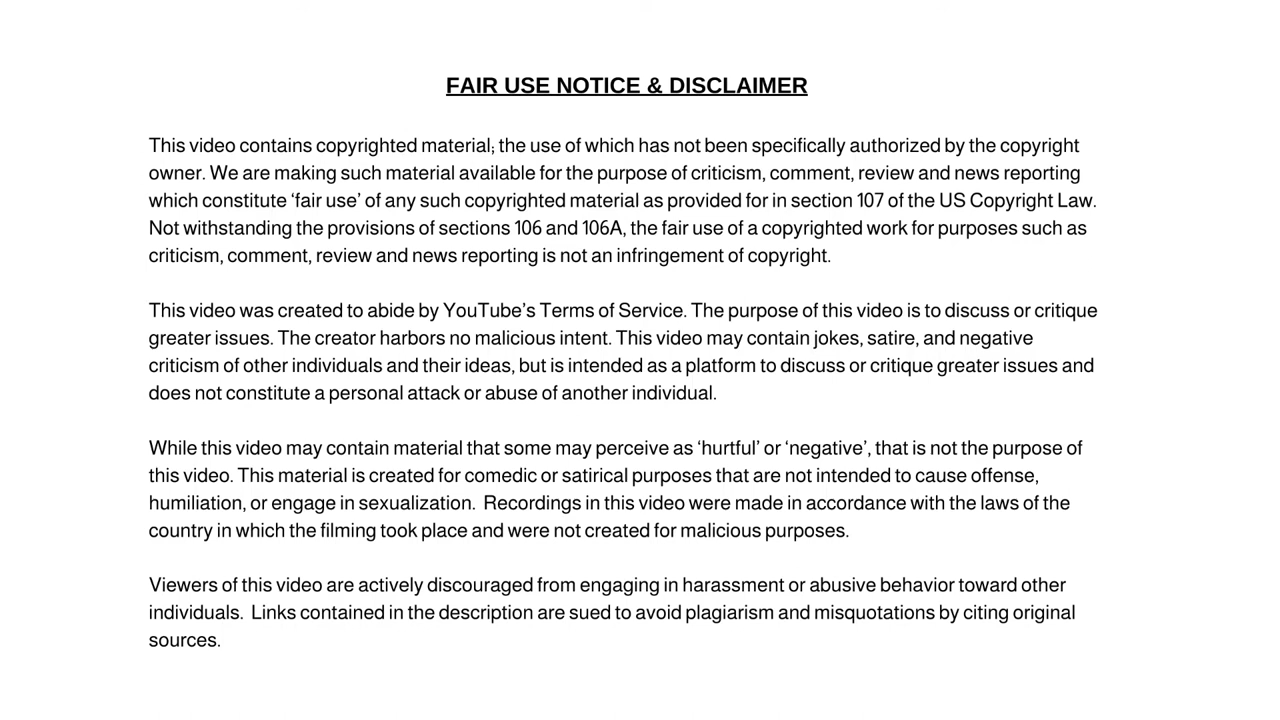 FAIR USE NOTICE & DISCLAIMER
This video contains copyrighted material; the use of which has not been specifically authorized by the copyright
owner. We are making such material available for the purpose of criticism, comment, review and news reporting
which constitute ‘fair use’ of any such copyrighted material as provided for in section 107 of the US Copyright Law.
Not withstanding the provisions of sections 106 and 106A, the fair use of a copyrighted work for purposes such as
criticism, comment, review and news reporting is not an infringement of copyright.
This video was created to abide by YouTube’s Terms of Service. The purpose of this video is to discuss or critique
greater issues. The creator harbors no malicious intent. This video may contain jokes, satire, and negative
criticism of other individuals and their ideas, but is intended as a platform to discuss or critique greater issues and
does not constitute a personal attack or abuse of another individual.
While this video may contain material that some may perceive as ‘hurtful’ or ‘negative’, that is not the purpose of
this video. This material is created for comedic or satirical purposes that are not intended to cause offense,
humiliation, or engage in sexualization.  Recordings in this video were made in accordance with the laws of the
country in which the filming took place and were not created for malicious purposes.
Viewers of this video are actively discouraged from engaging in harassment or abusive behavior toward other
individuals.  Links contained in the description are sued to avoid plagiarism and misquotations by citing original
sources.